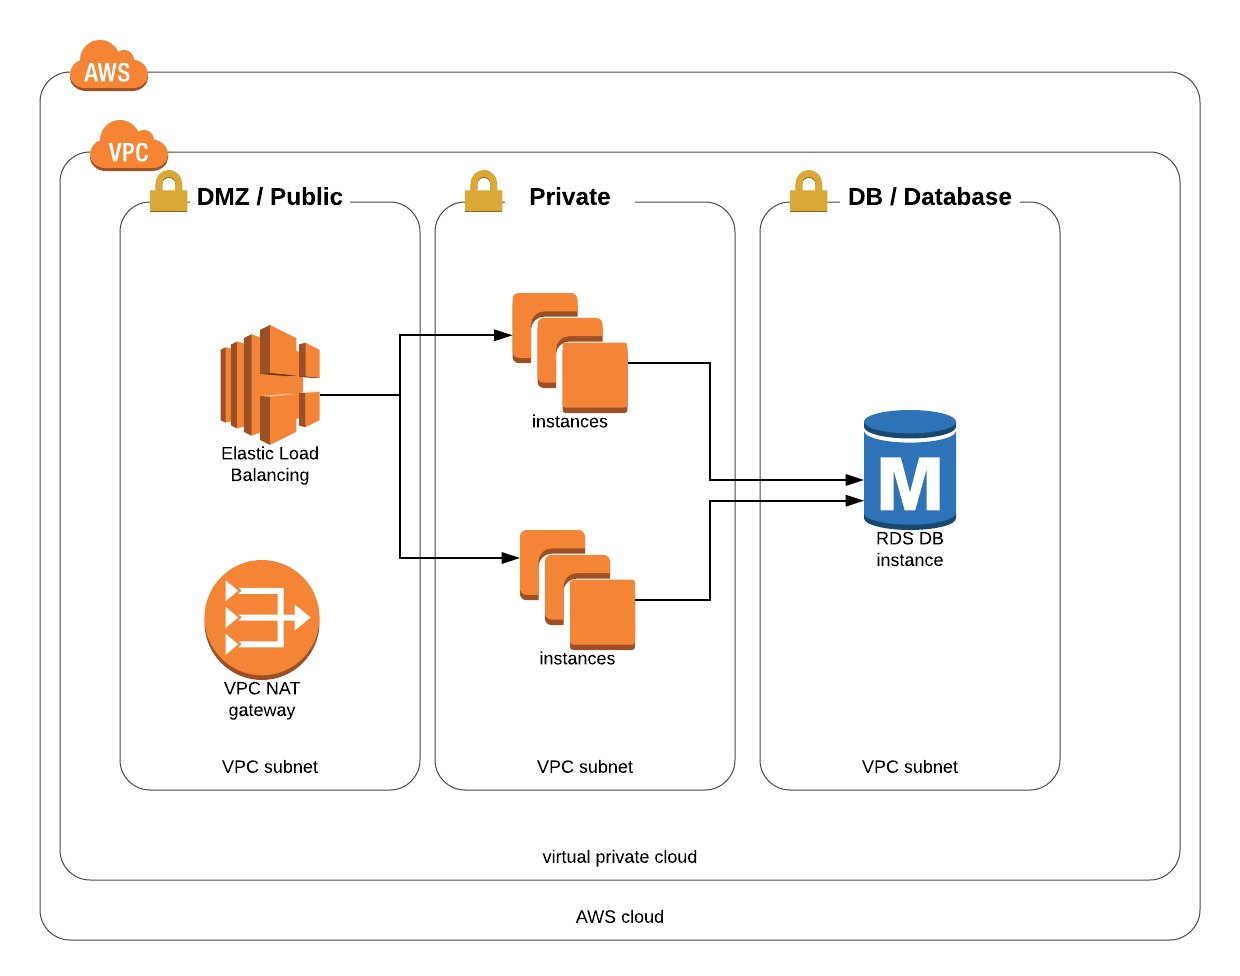 AWS
VPC
DMZ / Public
Private
DB / Database
instances
Elastic Load
Balancing
M
RDS DB
instance
instances
VPC NAT
gateway
VPC subnet
VPC subnet
VPC subnet
virtual private cloud
AWS cloud